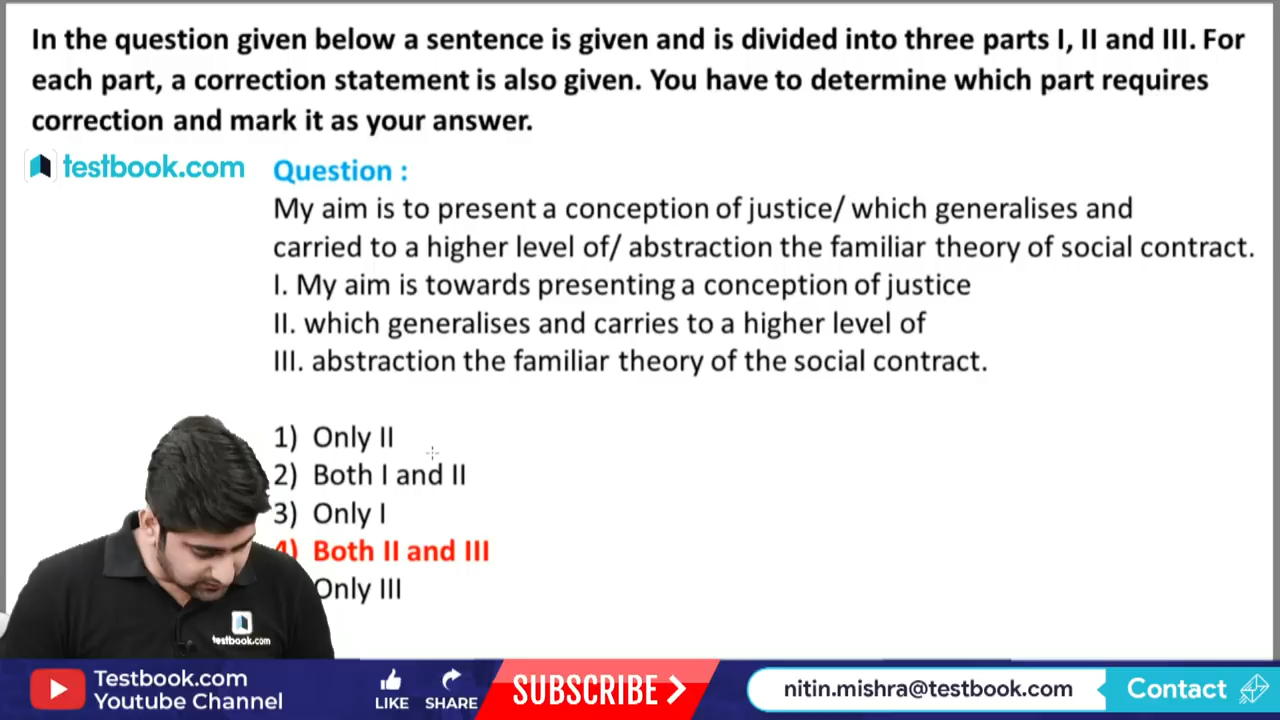 In the question given below a sentence is given and is divided into three parts I, II and III. For
each part, a correction statement is also given. You have to determine which part requires
correction and mark it as your answer.
testbook.com
Question :
My aim is to present a conception of justice/ which generalises and
carried to a higher level of/ abstraction the familiar theory of social contract.
I. My aim is towards presenting a conception of justice
II. which generalises and carries to a higher level of
III. abstraction the familiar theory of the social contract.
1) Only II
2) Both I and II
3) Only I
4) Both II and III
Only III
testbook.com
Testbook.com
Youtube Channel
LIKE
SHARE
SUBSCRIBE
nitin.mishra@testbook.com
Contact